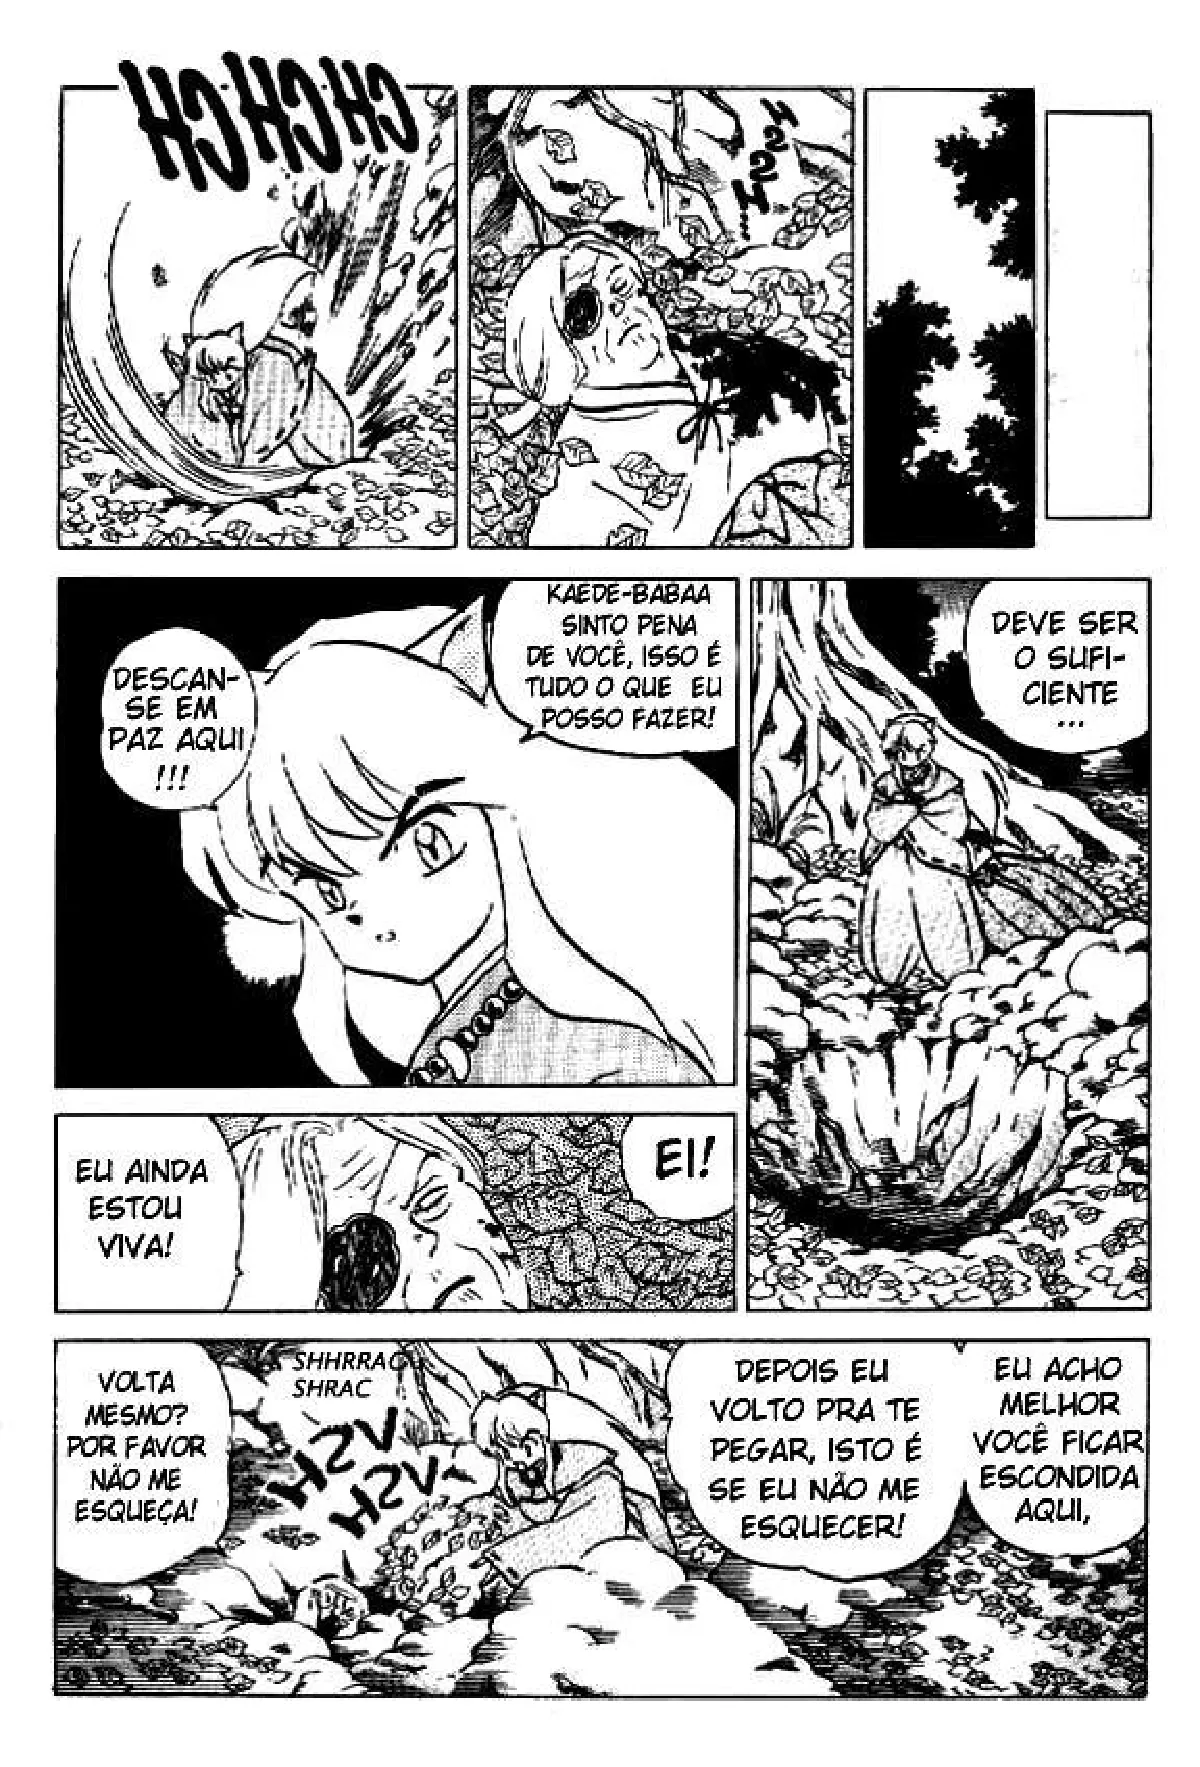 DEVE SER
O SUFI-
CIENTE
...
KAEDE-BABAA
SINTO PENA
DE VOCÊ, ISSO É
TUDO O QUE EU
POSSO FAZER!
DESCAN-
SE EM
PAZ AQUI
!!!
EI!
EU AINDA
ESTOU
VIVA!
EU ACHO
MELHOR
VOCÊ FICAR
ESCONDIDA
AQUI,
DEPOIS EU
VOLTO PRA TE
PEGAR, ISTO É
SE EU NÃO ME
ESQUECER!
SHHRRAC
SHRAC
VOLTA
MESMO?
POR FAVOR
NÃO ME
ESQUEÇA!